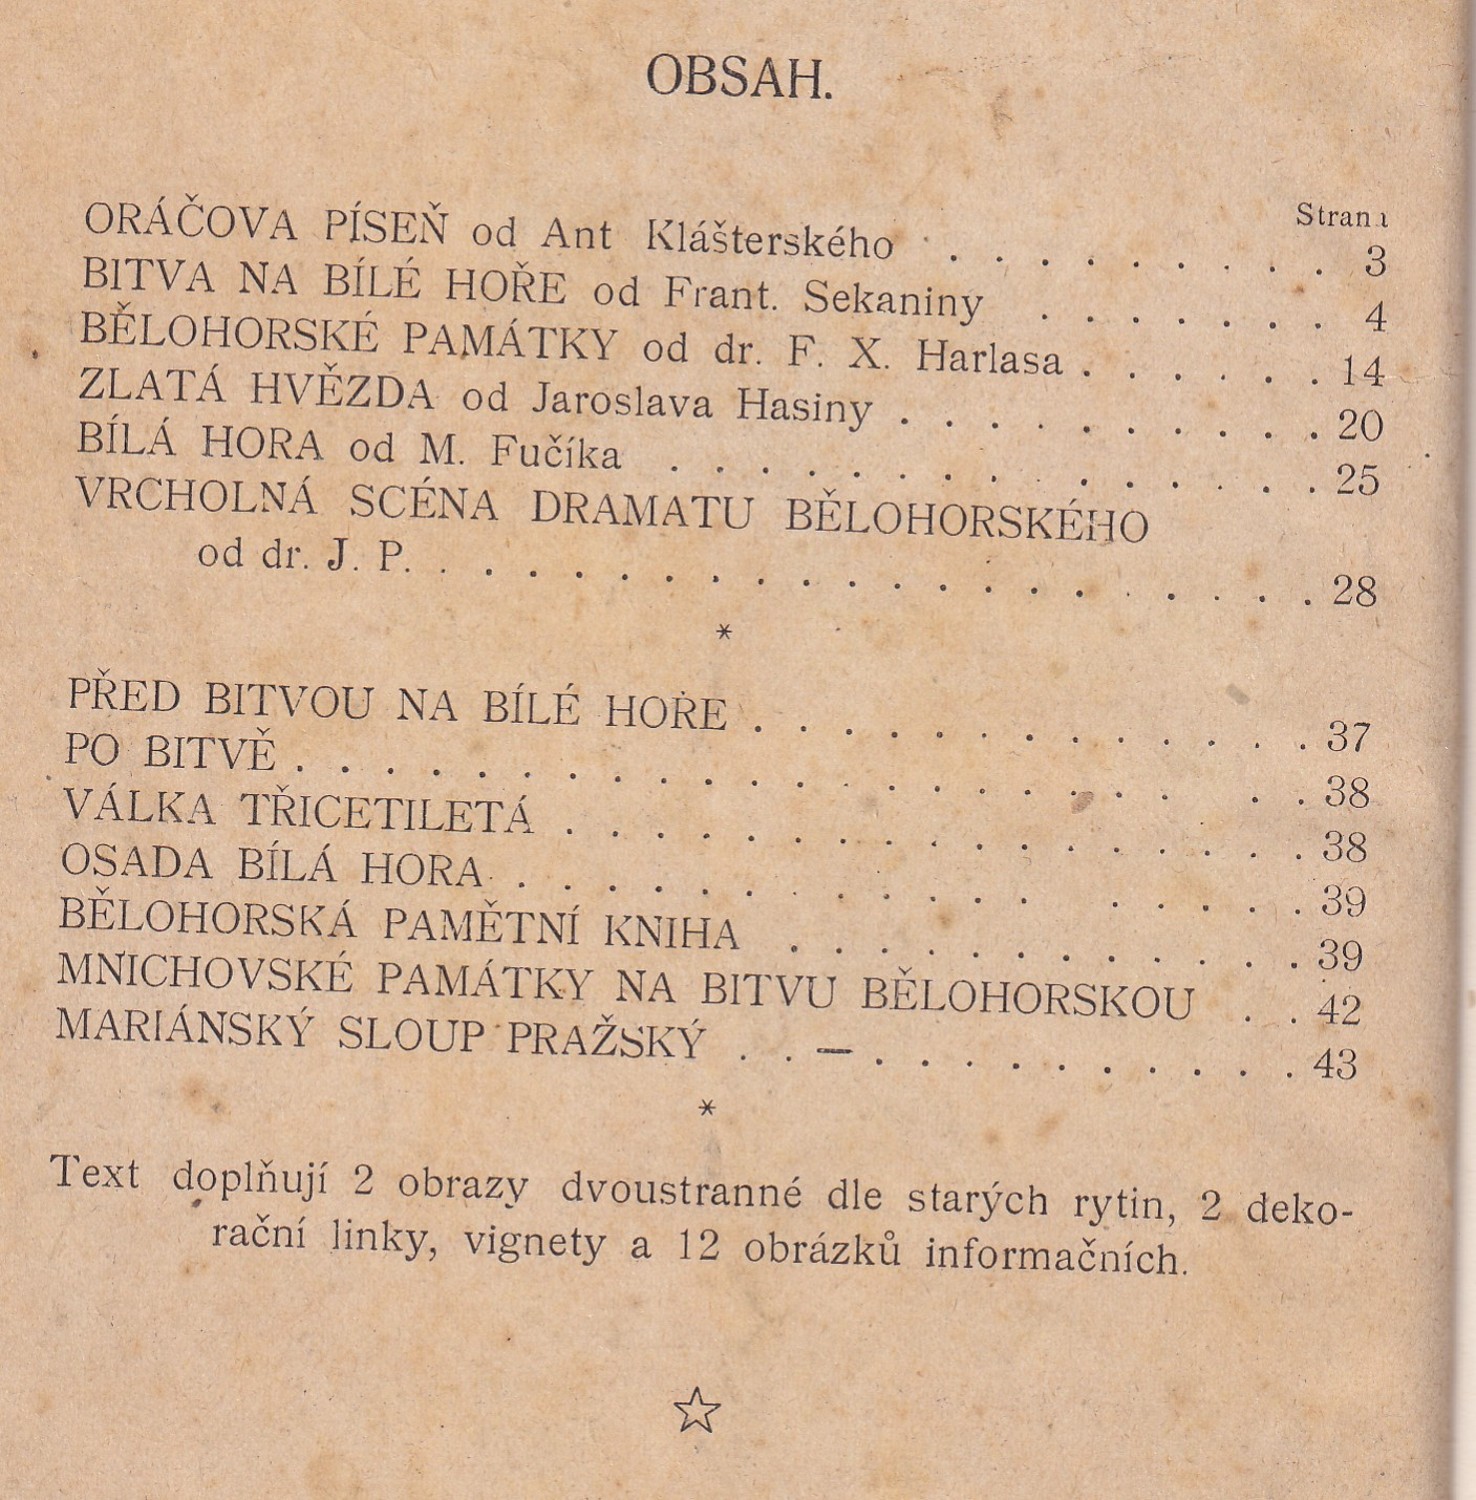 OBSAH.
Strana
ORÁČOVA PÍSEŇ od Ant Klášterského . . . . . . . . . 3
BITVA NA BÍLÉ HOŘE od Frant. Sekaniny . . . . . . . 4
BĚLOHORSKÉ PAMÁTKY od dr. F. X. Harlasa . . . . . . 14
ZLATÁ HVĚZDA od Jaroslava Hasiny . . . . . . . . . . 20
BÍLÁ HORA od M. Fučíka . . . . . . . . . . . . . . 25
VRCHOLNÁ SCÉNA DRAMATU BĚLOHORSKÉHO
od dr. J. P. . . . . . . . . . . . . . . . . . . . . 28
*
PŘED BITVOU NA BÍLÉ HOŘE . . . . . . . . . . . . . 37
PO BITVĚ . . . . . . . . . . . . . . . . . . . . . . 38
VÁLKA TŘICETILETÁ . . . . . . . . . . . . . . . . . 38
OSADA BÍLÁ HORA . . . . . . . . . . . . . . . . . 39
BĚLOHORSKÁ PAMĚTNÍ KNIHA . . . . . . . . . . . . 39
MNICHOVSKÉ PAMÁTKY NA BITVU BĚLOHORSKOU . . 42
MARIÁNSKÝ SLOUP PRAŽSKÝ . . – . . . . . . . . . . 43
*
Text doplňují 2 obrazy dvoustranné dle starých rytin, 2 deko-
rační linky, vignety a 12 obrázků informačních.